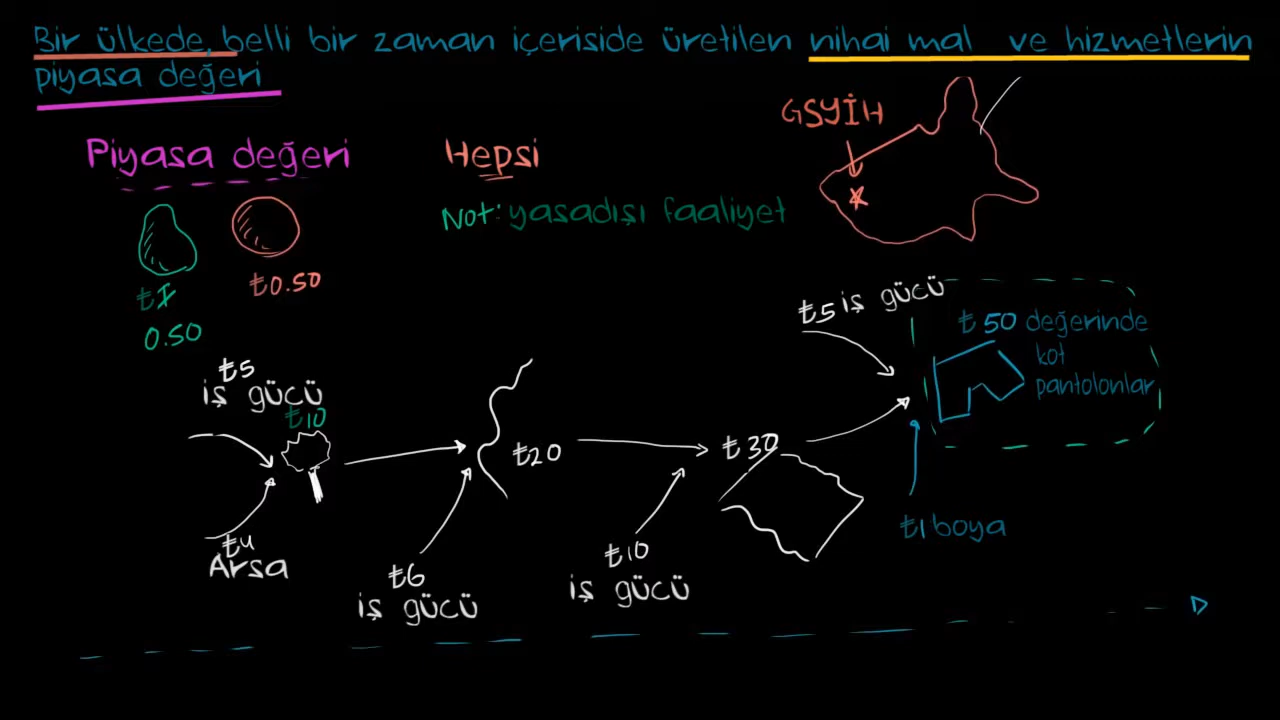 Bir ülkede, belli bir zaman içeriside üretilen nihai mal ve hizmetlerin
piyasa değeri
GSYİH
Piyasa değeri
Hepsi
Not: yasadışı faaliyet
₺1
₺0.50
0.50
₺5 iş gücü
₺50 değerinde
kot
pantolonlar
₺5
iş gücü
₺10
₺20
₺30
₺1 boya
₺4
Arsa
₺6
iş gücü
₺10
iş gücü